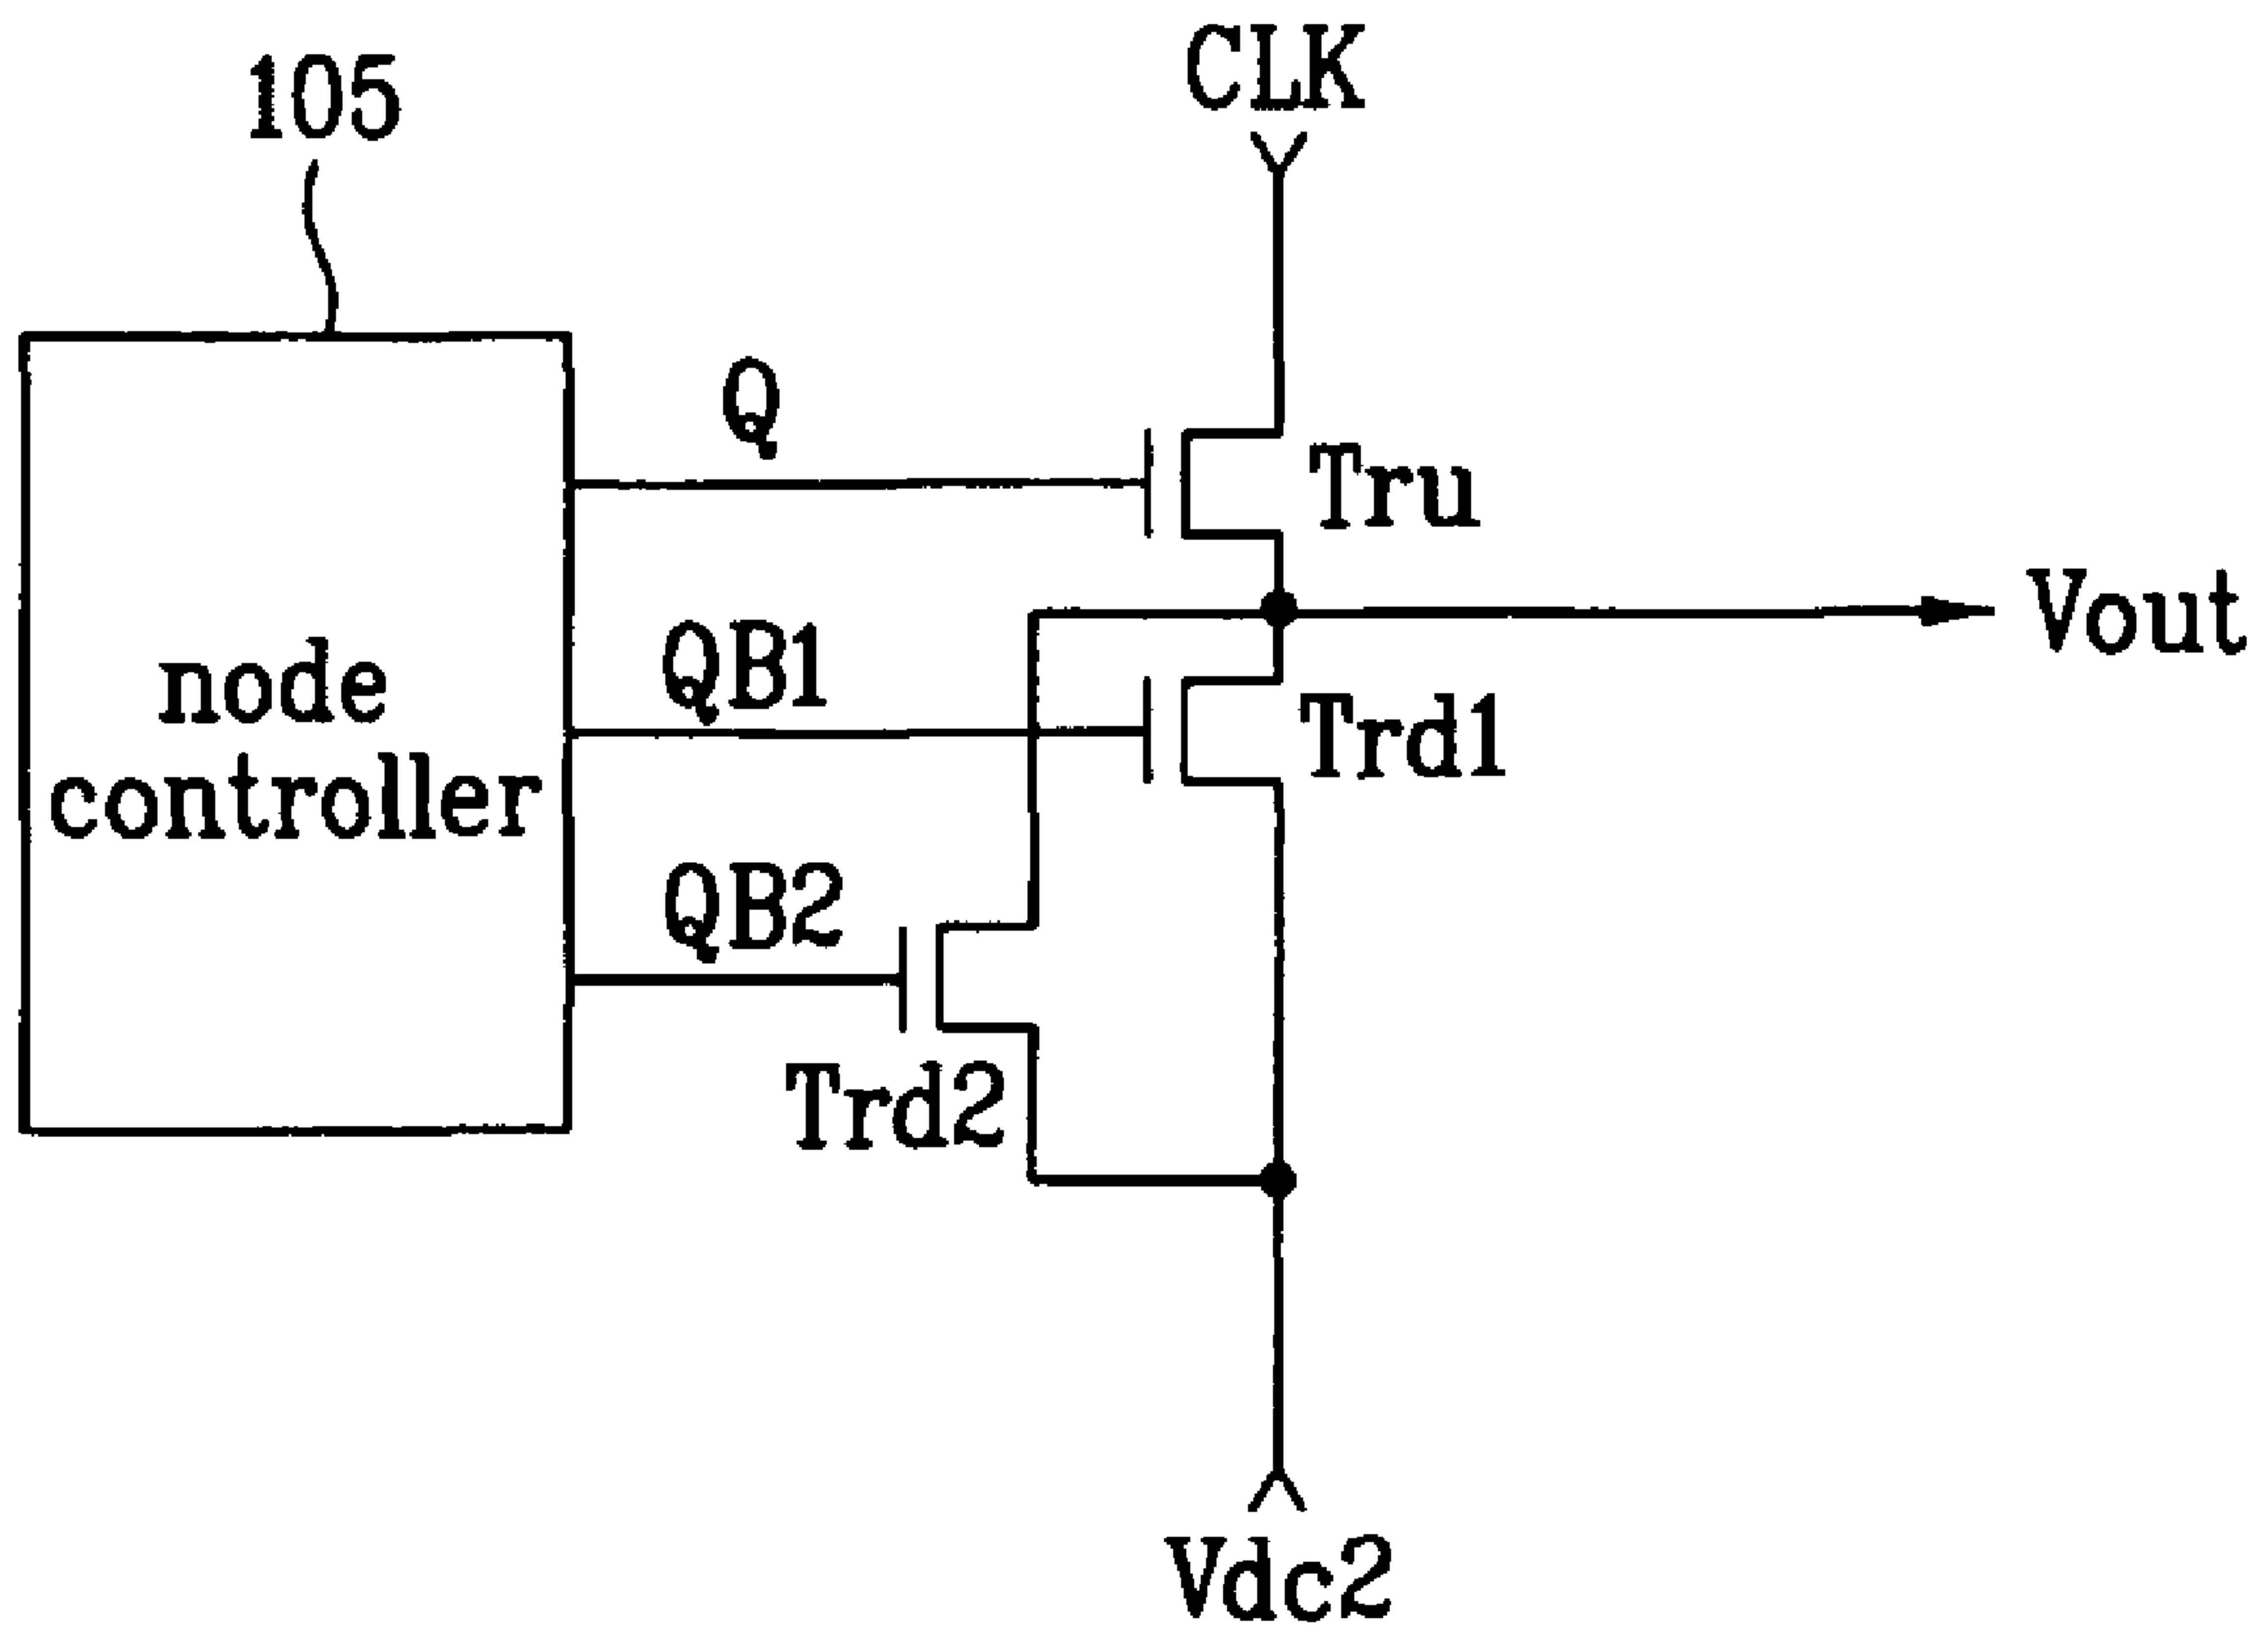 CLK
105
Q
Tru
Vout
QB1
node
controller
Trd1
QB2
Trd2
Vdc2